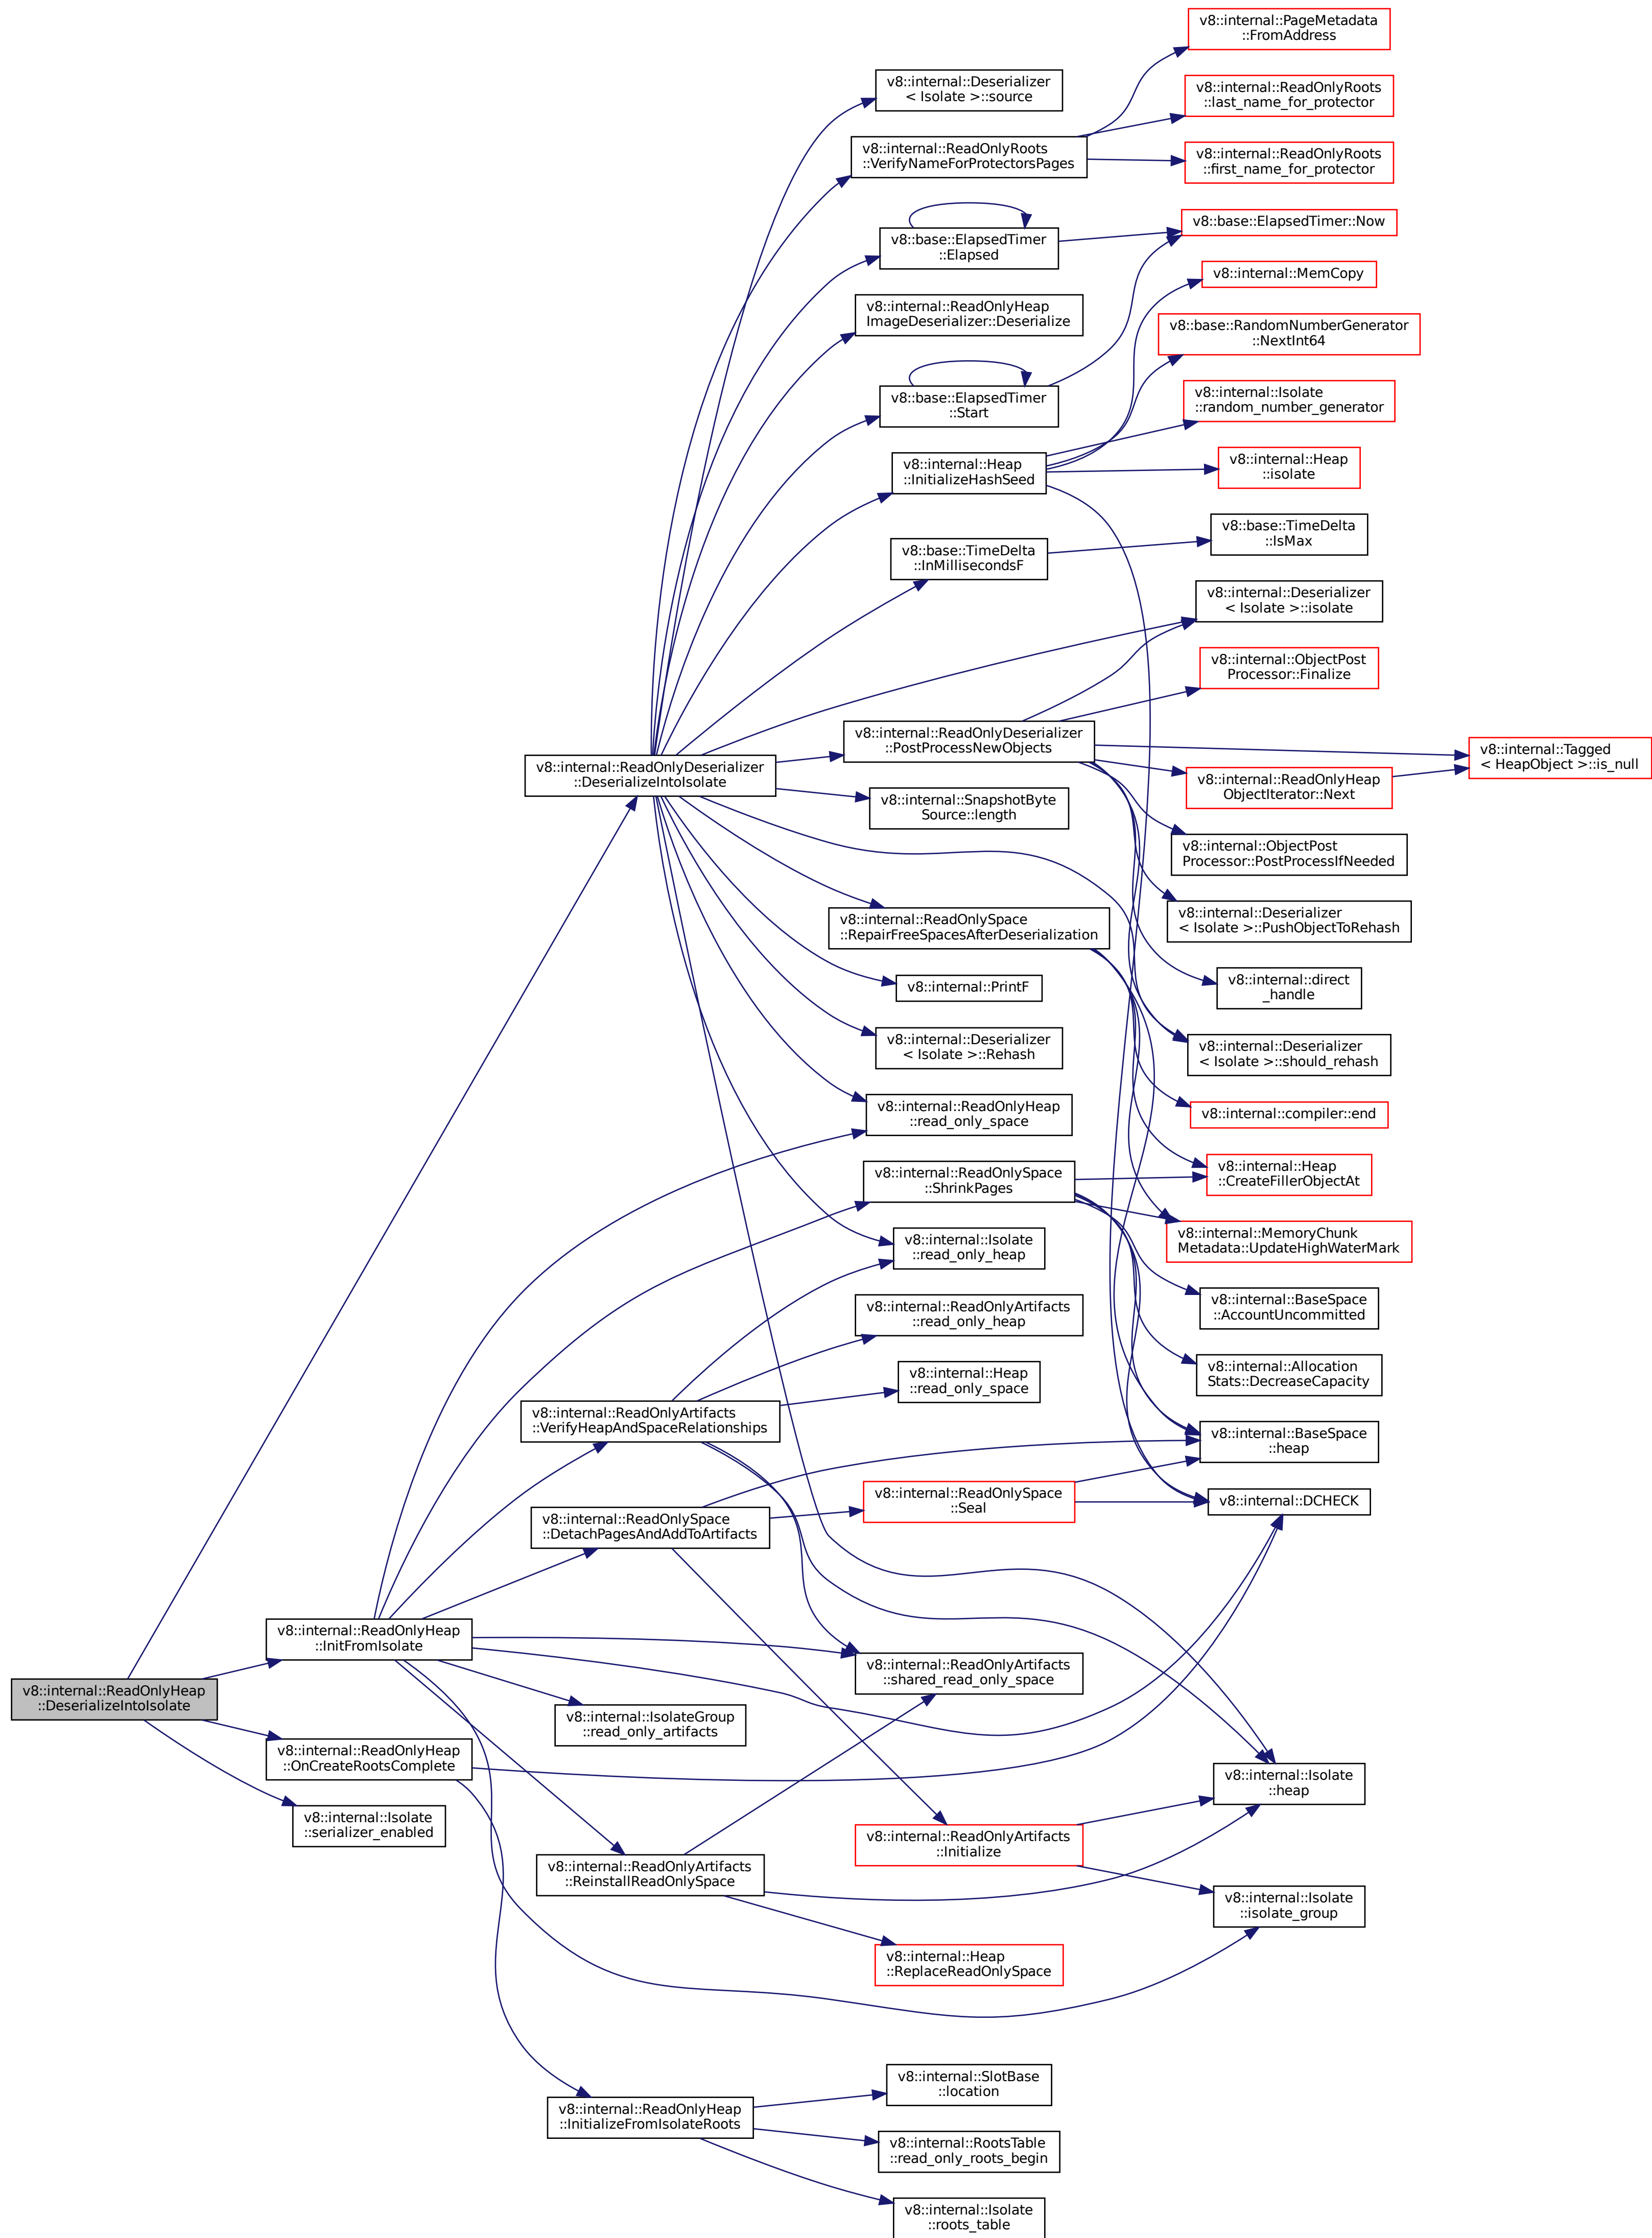 v8::internal::PageMetadata
::FromAddress
v8::internal::Deserializer
< Isolate >::source
v8::internal::ReadOnlyRoots
::last_name_for_protector
v8::internal::ReadOnlyRoots
::VerifyNameForProtectorsPages
v8::internal::ReadOnlyRoots
::first_name_for_protector
v8::base::ElapsedTimer::Now
v8::base::ElapsedTimer
::Elapsed
v8::internal::MemCopy
v8::internal::ReadOnlyHeap
ImageDeserializer::Deserialize
v8::base::RandomNumberGenerator
::NextInt64
v8::base::ElapsedTimer
::Start
v8::internal::Isolate
::random_number_generator
v8::internal::Heap
::InitializeHashSeed
v8::internal::Heap
::isolate
v8::base::TimeDelta
::InMillisecondsF
v8::base::TimeDelta
::IsMax
v8::internal::Deserializer
< Isolate >::isolate
v8::internal::ObjectPost
Processor::Finalize
v8::internal::ReadOnlyDeserializer
::PostProcessNewObjects
v8::internal::Tagged
< HeapObject >::is_null
v8::internal::ReadOnlyDeserializer
::DeserializeIntoIsolate
v8::internal::ReadOnlyHeap
ObjectIterator::Next
v8::internal::SnapshotByte
Source::length
v8::internal::ObjectPost
Processor::PostProcessIfNeeded
v8::internal::ReadOnlySpace
::RepairFreeSpacesAfterDeserialization
v8::internal::Deserializer
< Isolate >::PushObjectToRehash
v8::internal::PrintF
v8::internal::direct
_handle
v8::internal::Deserializer
< Isolate >::Rehash
v8::internal::Deserializer
< Isolate >::should_rehash
v8::internal::ReadOnlyHeap
::read_only_space
v8::internal::compiler::end
v8::internal::ReadOnlySpace
::ShrinkPages
v8::internal::Heap
::CreateFillerObjectAt
v8::internal::Isolate
::read_only_heap
v8::internal::MemoryChunk
Metadata::UpdateHighWaterMark
v8::internal::ReadOnlyArtifacts
::read_only_heap
v8::internal::BaseSpace
::AccountUncommitted
v8::internal::Heap
::read_only_space
v8::internal::Allocation
Stats::DecreaseCapacity
v8::internal::ReadOnlyArtifacts
::VerifyHeapAndSpaceRelationships
v8::internal::BaseSpace
::heap
v8::internal::ReadOnlySpace
::Seal
v8::internal::DCHECK
v8::internal::ReadOnlySpace
::DetachPagesAndAddToArtifacts
v8::internal::ReadOnlyHeap
::InitFromIsolate
v8::internal::ReadOnlyArtifacts
::shared_read_only_space
v8::internal::ReadOnlyHeap
::DeserializeIntoIsolate
v8::internal::IsolateGroup
::read_only_artifacts
v8::internal::ReadOnlyHeap
::OnCreateRootsComplete
v8::internal::Isolate
::heap
v8::internal::Isolate
::serializer_enabled
v8::internal::ReadOnlyArtifacts
::Initialize
v8::internal::ReadOnlyArtifacts
::ReinstallReadOnlySpace
v8::internal::Isolate
::isolate_group
v8::internal::Heap
::ReplaceReadOnlySpace
v8::internal::SlotBase
::location
v8::internal::ReadOnlyHeap
::InitializeFromIsolateRoots
v8::internal::RootsTable
::read_only_roots_begin
v8::internal::Isolate
::roots_table